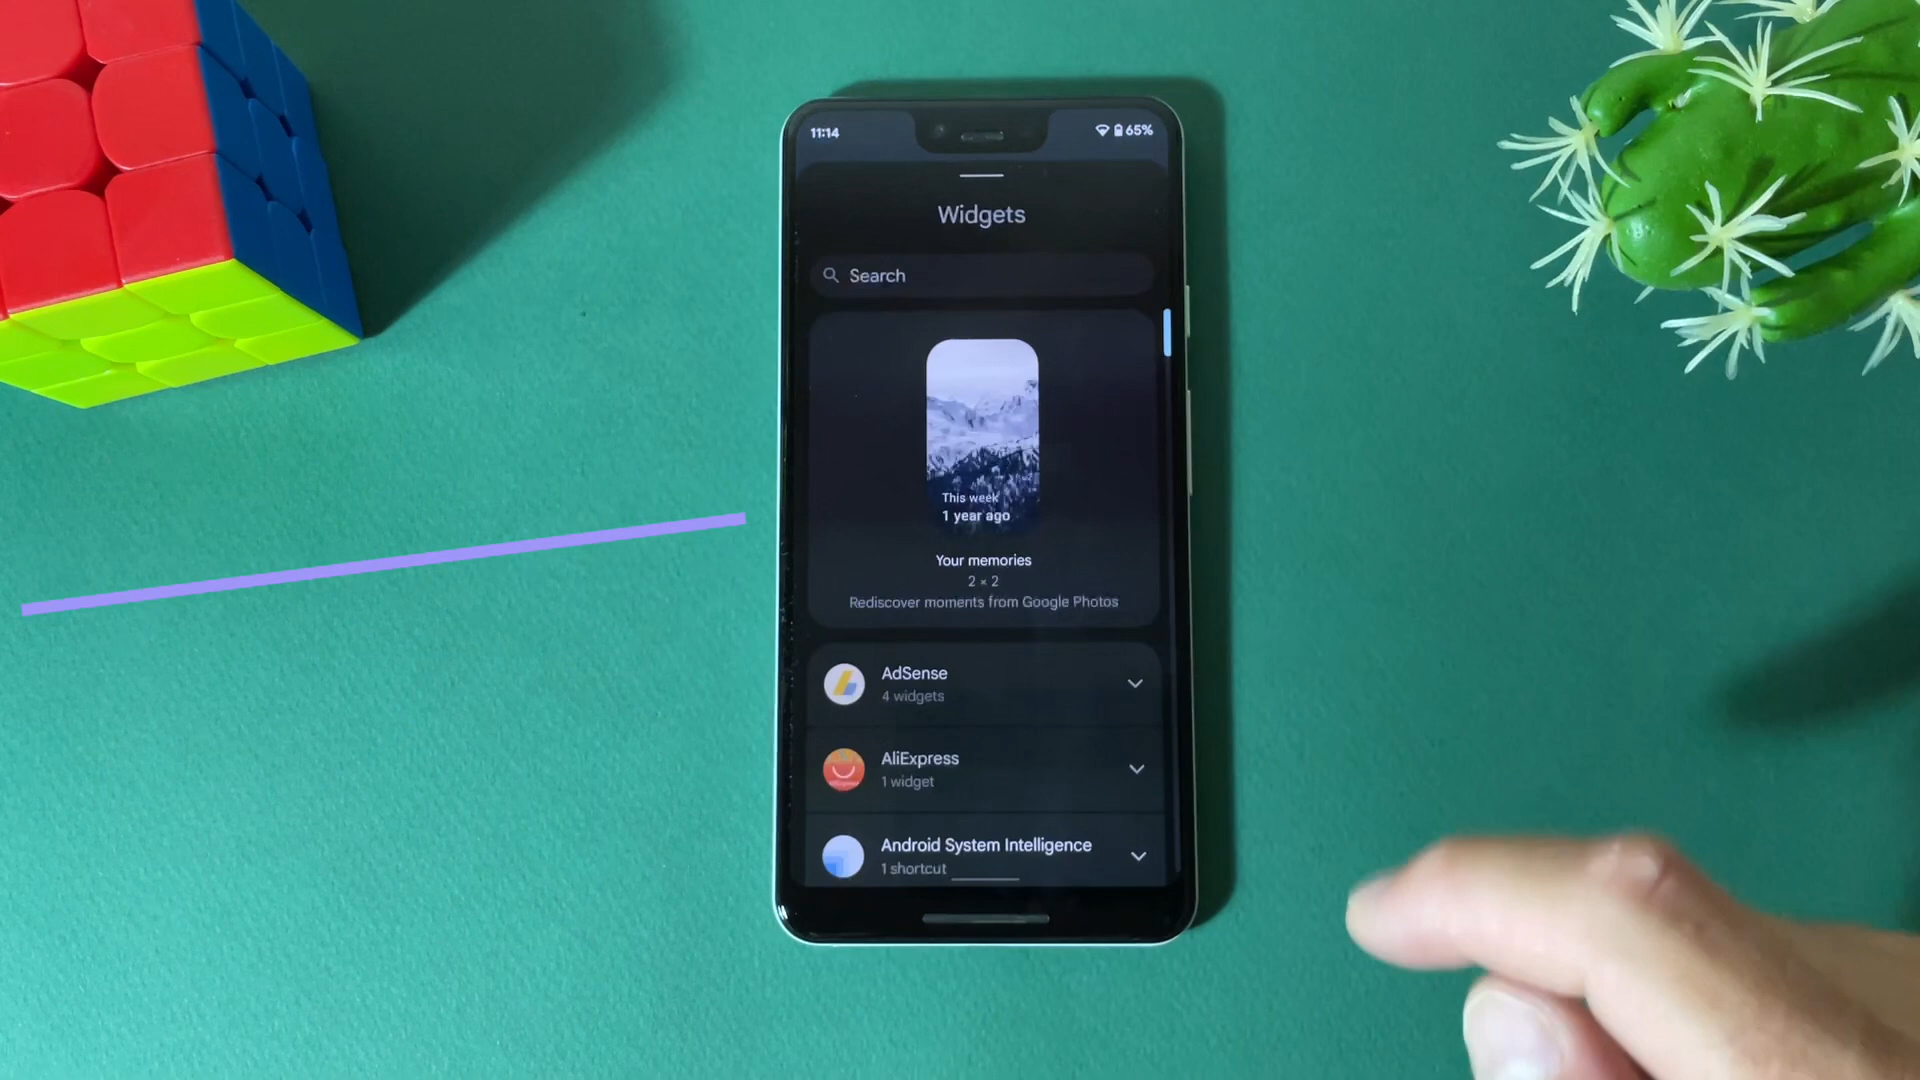 11:14
65%
Widgets
Search
This week
1 year ago
Your memories
2 × 2
Rediscover moments from Google Photos
AdSense
4 widgets
AliExpress
1 widget
Android System Intelligence
1 shortcut